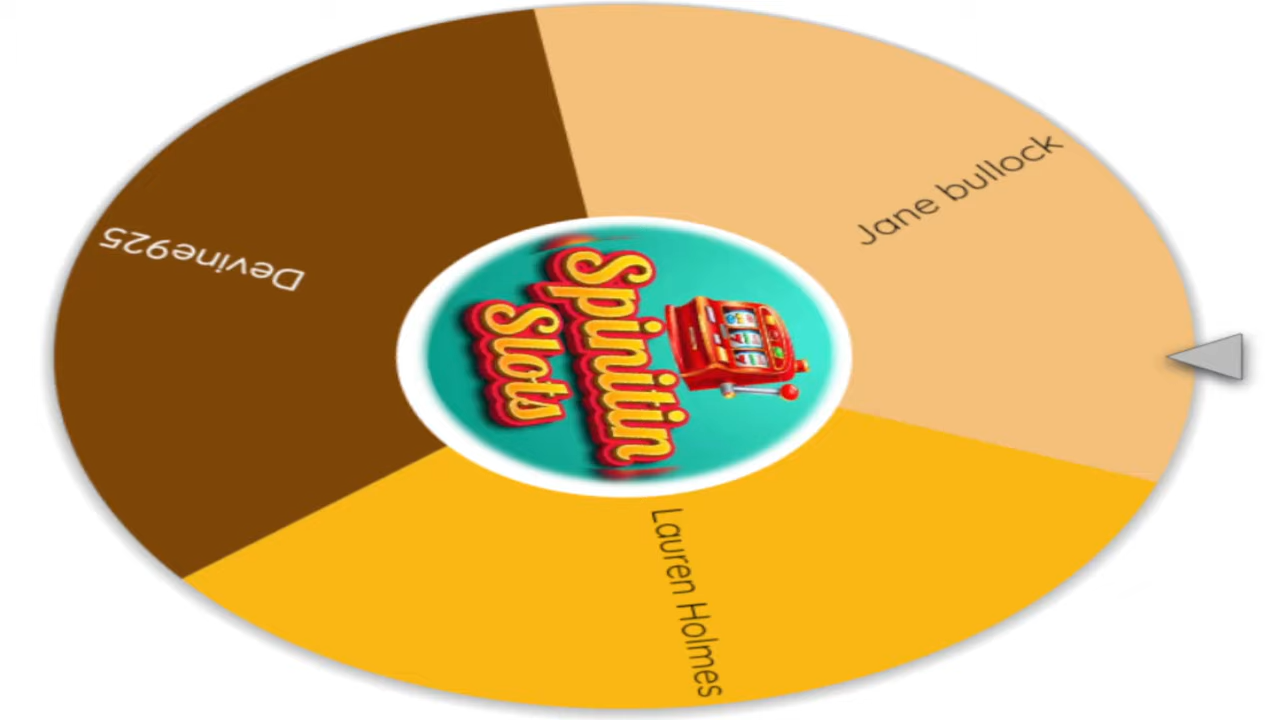 Jane bullock
Devine925
Spinitin
Slots
Lauren Holmes